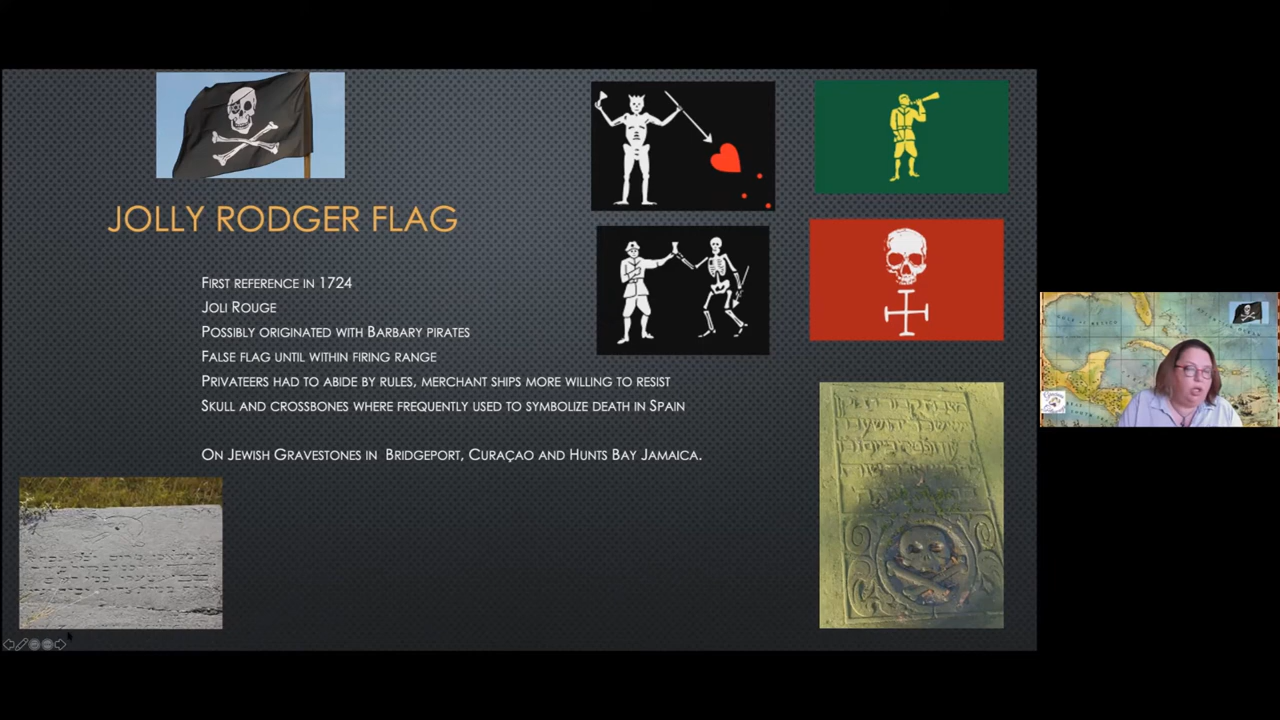 JOLLY RODGER FLAG
FIRST REFERENCE IN 1724
JOLI ROUGE
POSSIBLY ORIGINATED WITH BARBARY PIRATES
FALSE FLAG UNTIL WITHIN FIRING RANGE
PRIVATEERS HAD TO ABIDE BY RULES, MERCHANT SHIPS MORE WILLING TO RESIST
SKULL AND CROSSBONES WHERE FREQUENTLY USED TO SYMBOLIZE DEATH IN SPAIN
ON JEWISH GRAVESTONES IN BRIDGEPORT, CURAÇAO AND HUNTS BAY JAMAICA.